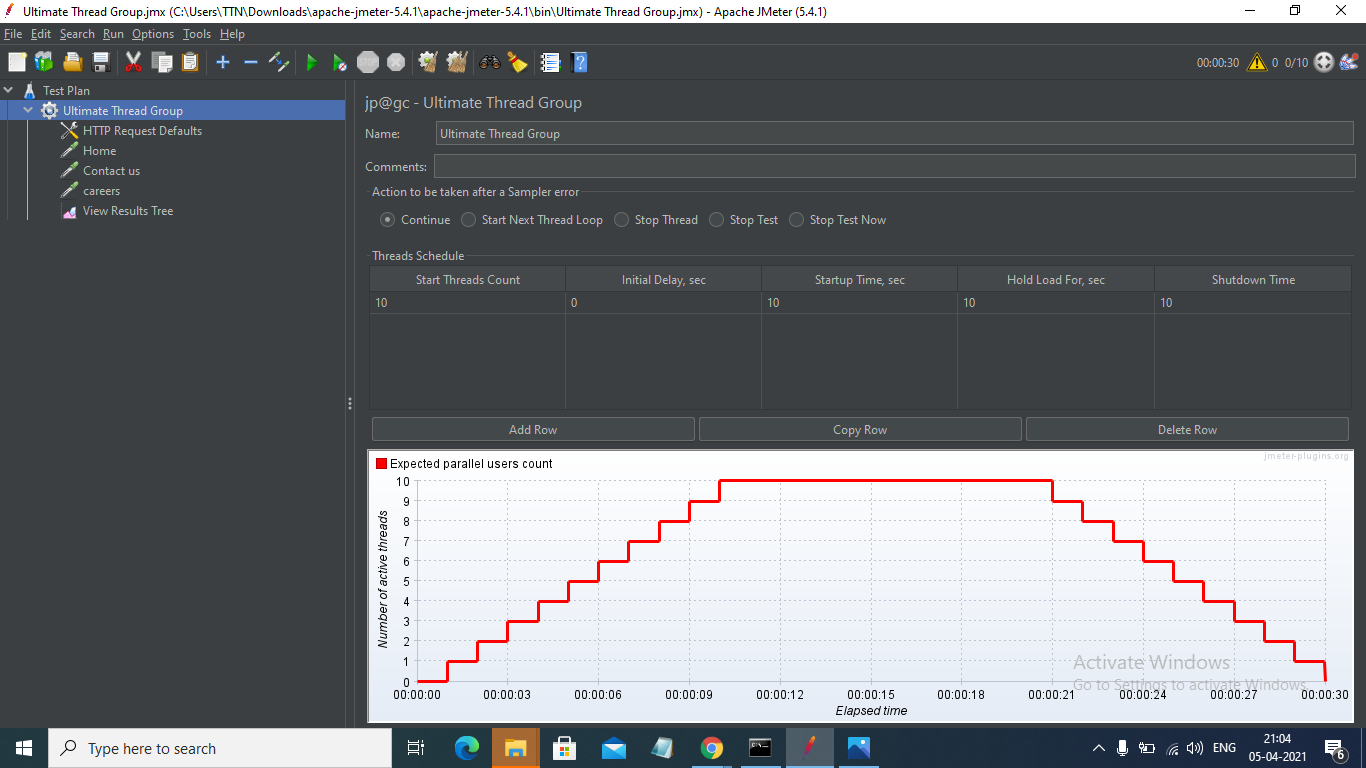 Ultimate Thread Group.jmx (C:\Users\TTN\Downloads\apache-jmeter-5.4.1\apache-jmeter-5.4.1\bin\Ultimate Thread Group.jmx) - Apache JMeter (5.4.1)
File Edit Search Run Options Tools Help
STOP 00:00:30 0 0/10
Test Plan
Ultimate Thread Group
HTTP Request Defaults
Home
Contact us
careers
View Results Tree
jp@gc - Ultimate Thread Group
Name: Ultimate Thread Group
Comments:
Action to be taken after a Sampler error
Continue Start Next Thread Loop Stop Thread Stop Test Stop Test Now
Threads Schedule
Start Threads Count Initial Delay, sec Startup Time, sec Hold Load For, sec Shutdown Time
10 0 10 10 10
Add Row Copy Row Delete Row
jmeter-plugins.org
Expected parallel users count
10
9
8
7
6
5
4
3
2
1
0
Number of active threads
00:00:00 00:00:03 00:00:06 00:00:09 00:00:12 00:00:15 00:00:18 00:00:21 00:00:24 00:00:27 00:00:30
Elapsed time
Activate Windows
Go to Settings to activate Windows.
Type here to search
ENG
21:04
05-04-2021
6